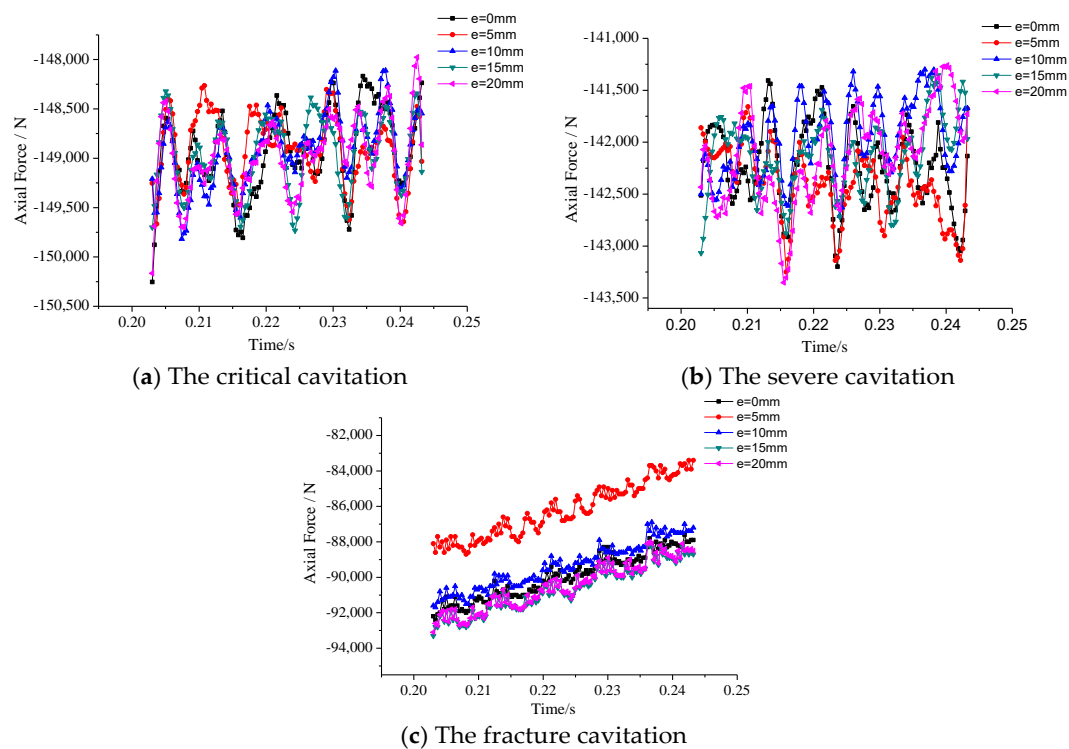 e=0mm
e=5mm
e=10mm
e=15mm
e=20mm
-148,000
-148,500
-149,000
-149,500
-150,000
-150,500
Axial Force / N
0.20 0.21 0.22 0.23 0.24 0.25
Time/s
(a) The critical cavitation
e=0mm
e=5mm
e=10mm
e=15mm
e=20mm
-141,000
-141,500
-142,000
-142,500
-143,000
-143,500
Axial Force / N
0.20 0.21 0.22 0.23 0.24 0.25
Time/s
(b) The severe cavitation
e=0mm
e=5mm
e=10mm
e=15mm
e=20mm
-82,000
-84,000
-86,000
-88,000
-90,000
-92,000
-94,000
Axial Force / N
0.20 0.21 0.22 0.23 0.24 0.25
Time/s
(c) The fracture cavitation